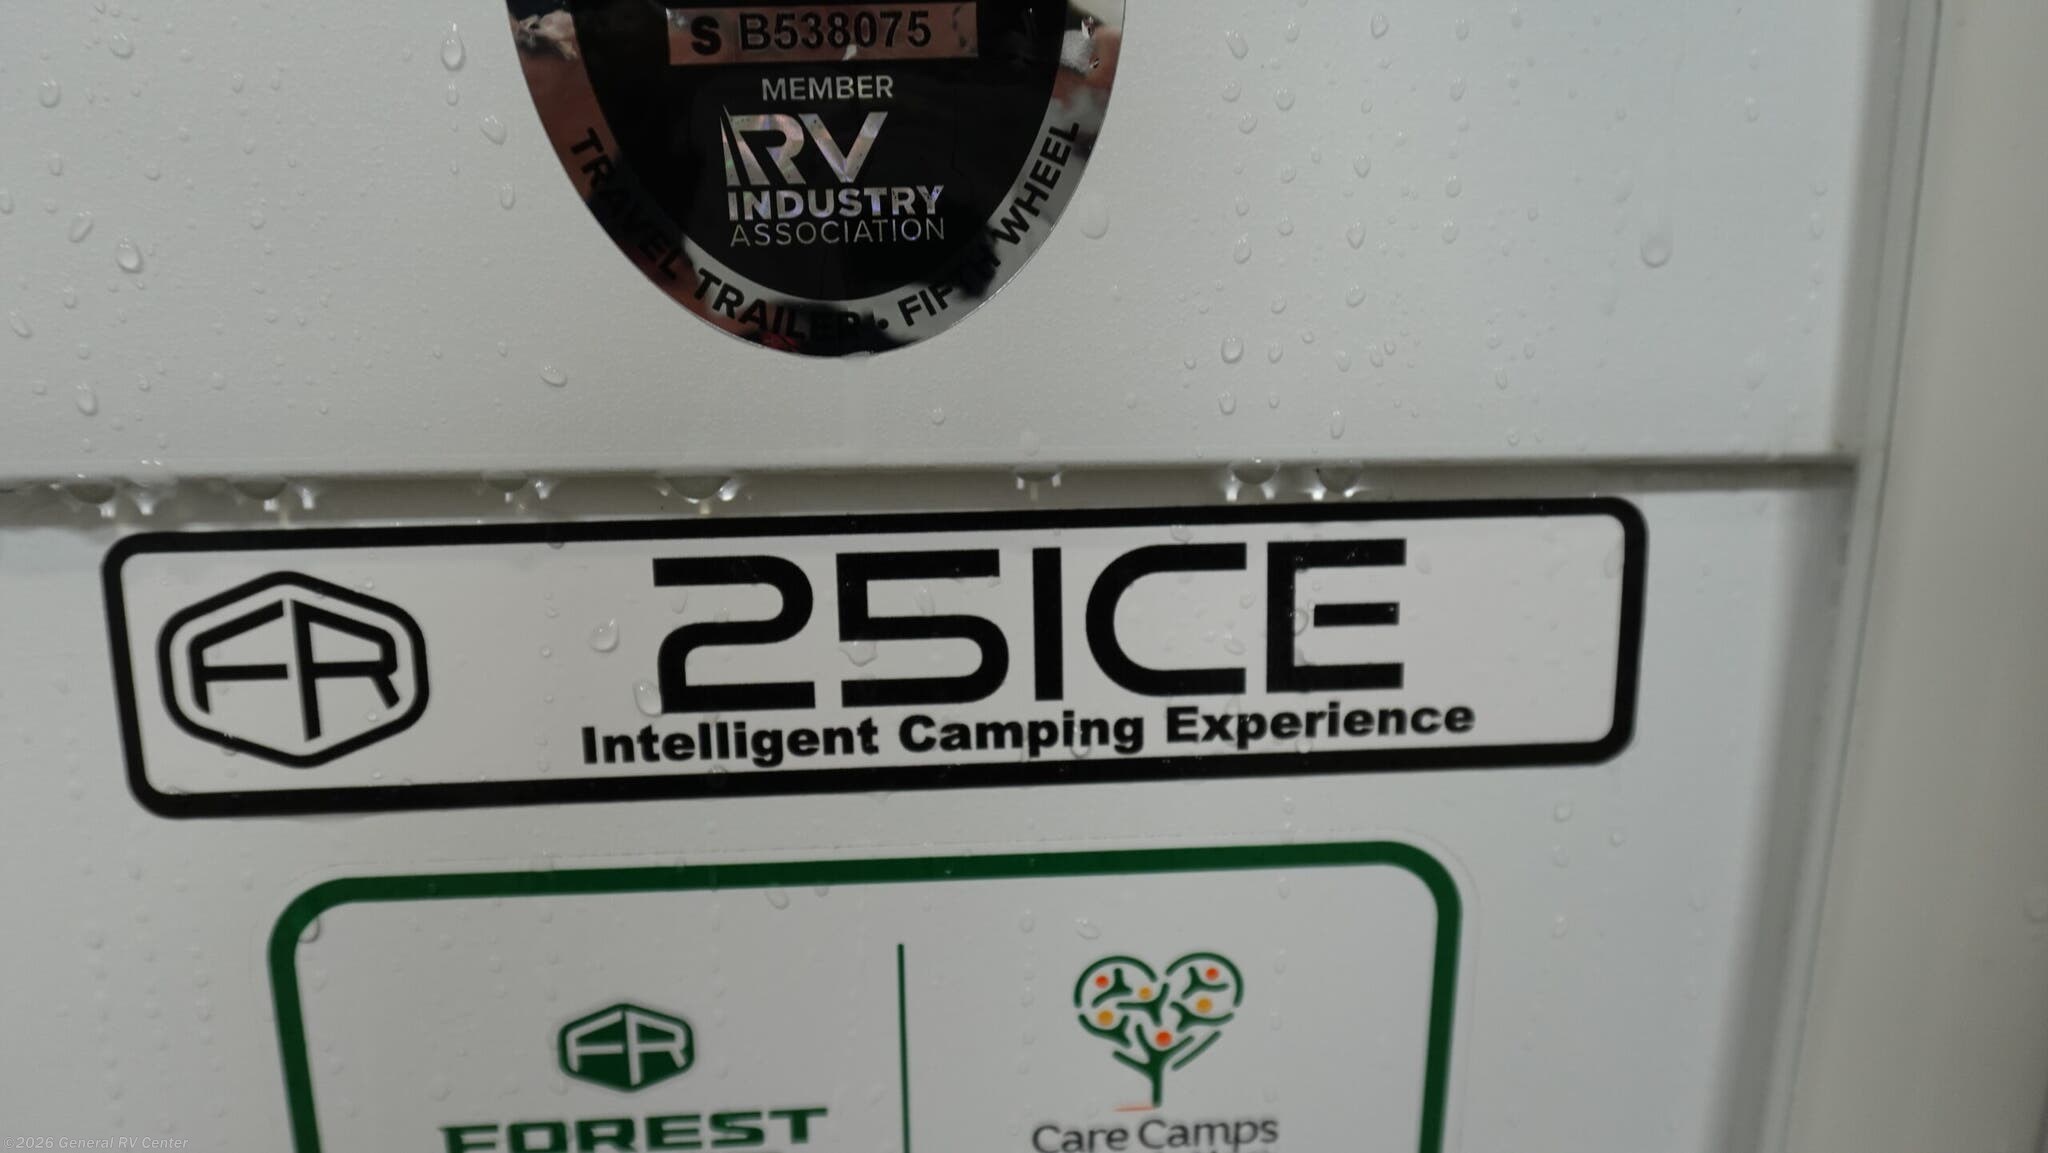 S B538075
MEMBER
RV
INDUSTRY
ASSOCIATION
TRAVEL TRAILER • FIFTH WHEEL
FR
25ICE
Intelligent Camping Experience
FR
FOREST
Care Camps
©2026 General RV Center